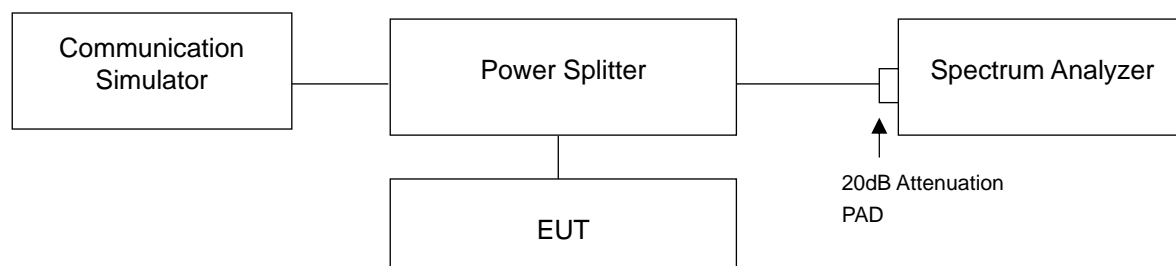 Communication
Simulator
Power Splitter
Spectrum Analyzer
20dB Attenuation
PAD
EUT